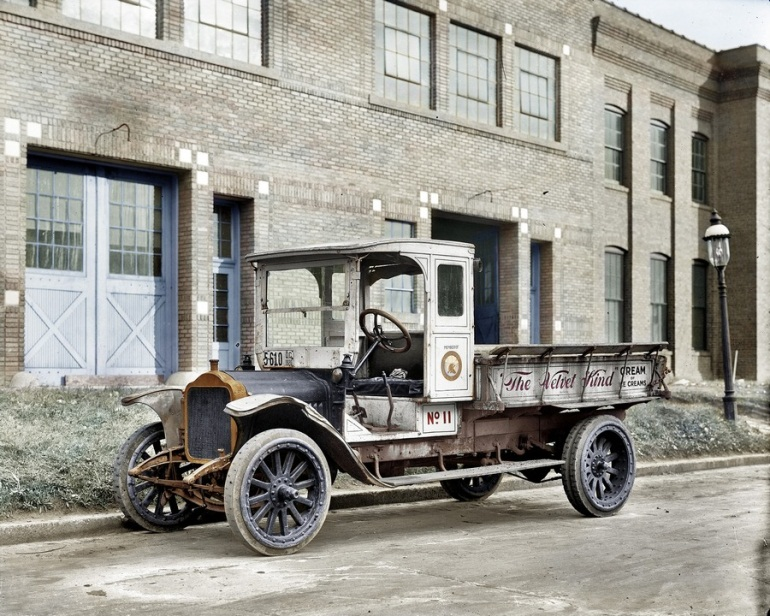 5610
The Velvet Kind
CREAM
ICE CREAMS
No 11